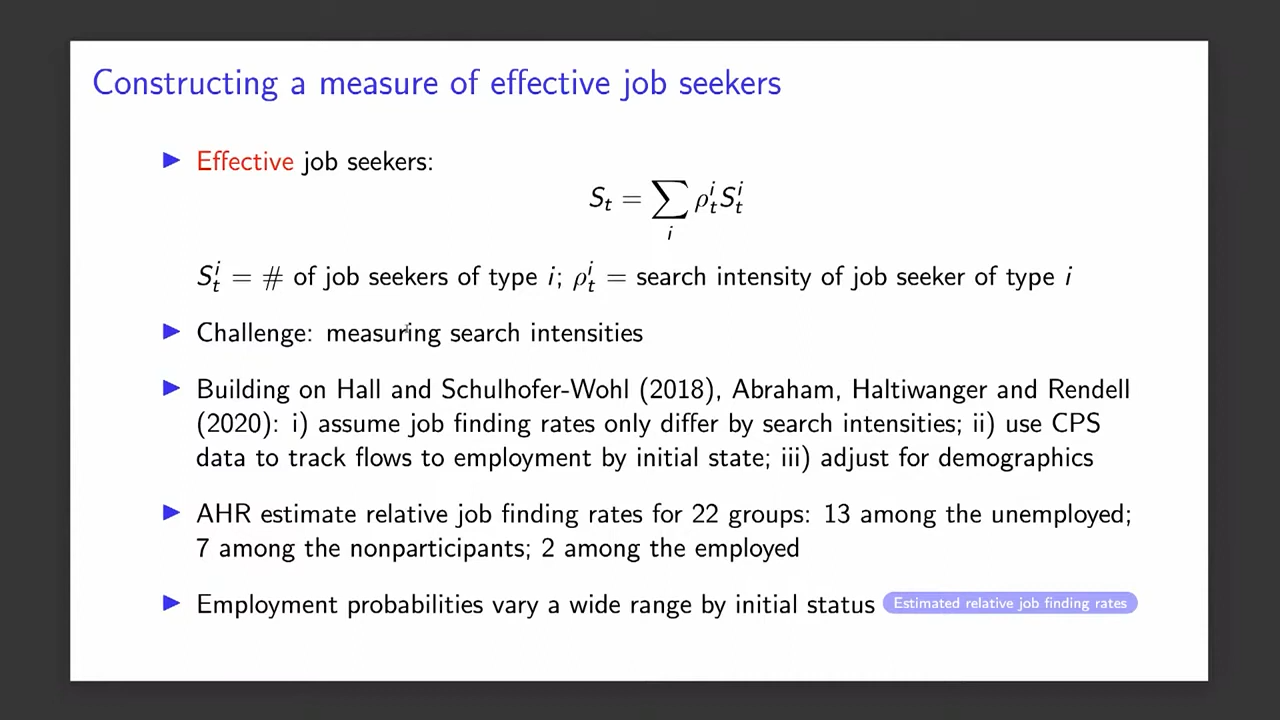 Constructing a measure of effective job seekers
▶ Effective job seekers:
$S_t = \sum_i \rho_t^i S_t^i$
$S_t^i$ = # of job seekers of type i; $\rho_t^i$ = search intensity of job seeker of type i
▶ Challenge: measuring search intensities
▶ Building on Hall and Schulhofer-Wohl (2018), Abraham, Haltiwanger and Rendell
(2020): i) assume job finding rates only differ by search intensities; ii) use CPS
data to track flows to employment by initial state; iii) adjust for demographics
▶ AHR estimate relative job finding rates for 22 groups: 13 among the unemployed;
7 among the nonparticipants; 2 among the employed
▶ Employment probabilities vary a wide range by initial status Estimated relative job finding rates